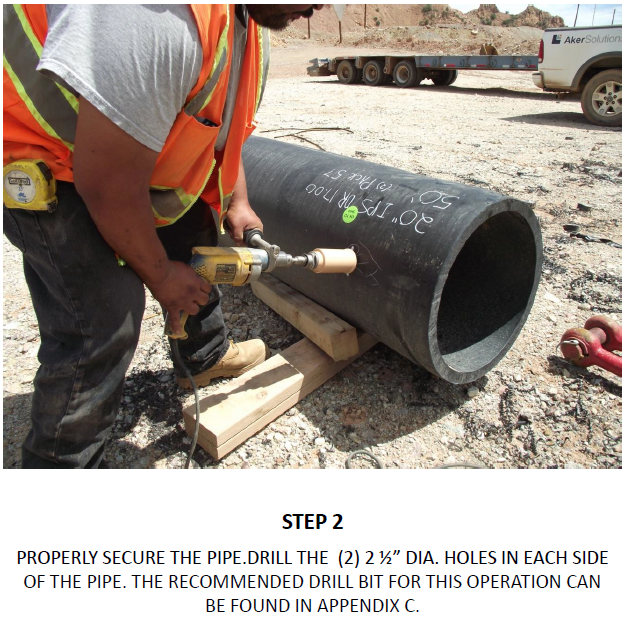 AkerSolutions
20" IPS DR 17.00
50'
STEP 2
PROPERLY SECURE THE PIPE.DRILL THE (2) 2 ½” DIA. HOLES IN EACH SIDE
OF THE PIPE. THE RECOMMENDED DRILL BIT FOR THIS OPERATION CAN
BE FOUND IN APPENDIX C.